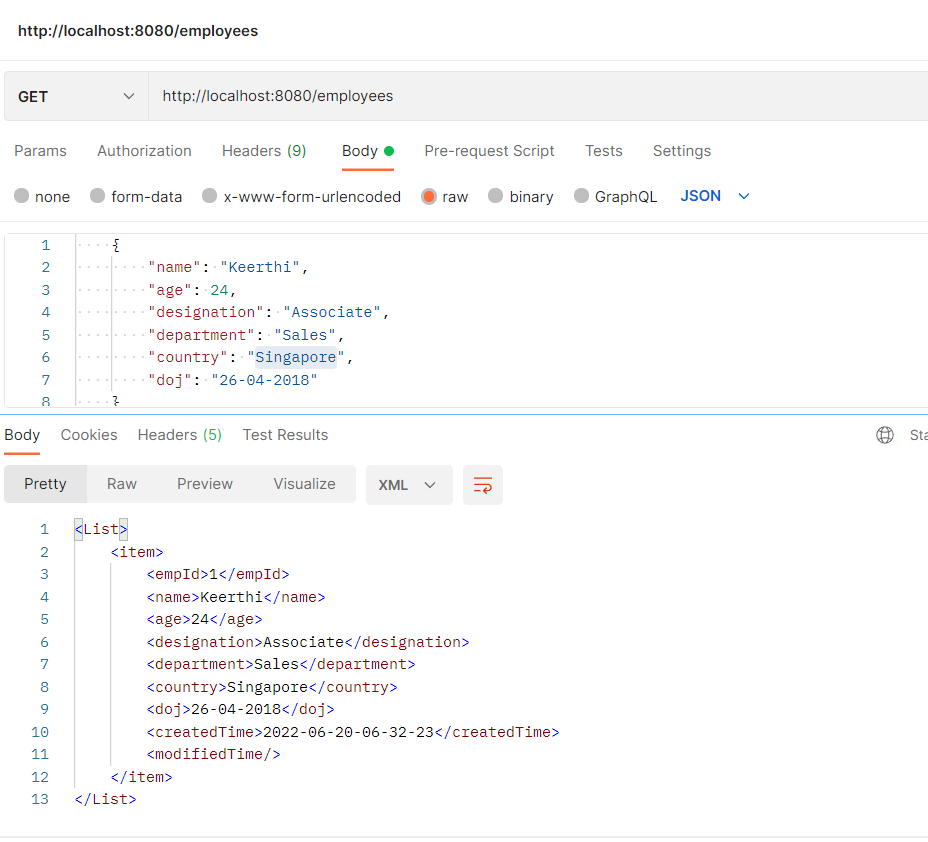 http://localhost:8080/employees
GET http://localhost:8080/employees
Params Authorization Headers (9) Body Pre-request Script Tests Settings
none form-data x-www-form-urlencoded raw binary GraphQL JSON
1 {
2 "name": "Keerthi",
3 "age": 24,
4 "designation": "Associate",
5 "department": "Sales",
6 "country": "Singapore",
7 "doj": "26-04-2018"
8 }
Body Cookies Headers (5) Test Results Sta
Pretty Raw Preview Visualize XML
1 <List>
2 <item>
3 <empId>1</empId>
4 <name>Keerthi</name>
5 <age>24</age>
6 <designation>Associate</designation>
7 <department>Sales</department>
8 <country>Singapore</country>
9 <doj>26-04-2018</doj>
10 <createdTime>2022-06-20-06-32-23</createdTime>
11 <modifiedTime/>
12 </item>
13 </List>